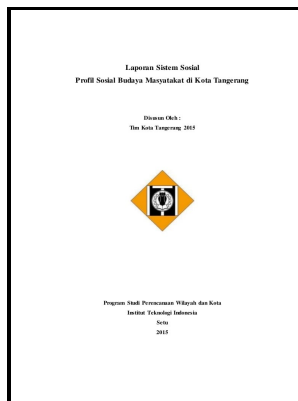 Laporan Sistem Sosial
Profil Sosial Budaya Masyatakat di Kota Tangerang
Disusun Oleh :
Tim Kota Tangerang 2015
Program Studi Perencanaan Wilayah dan Kota
Institut Teknologi Indonesia
Setu
2015